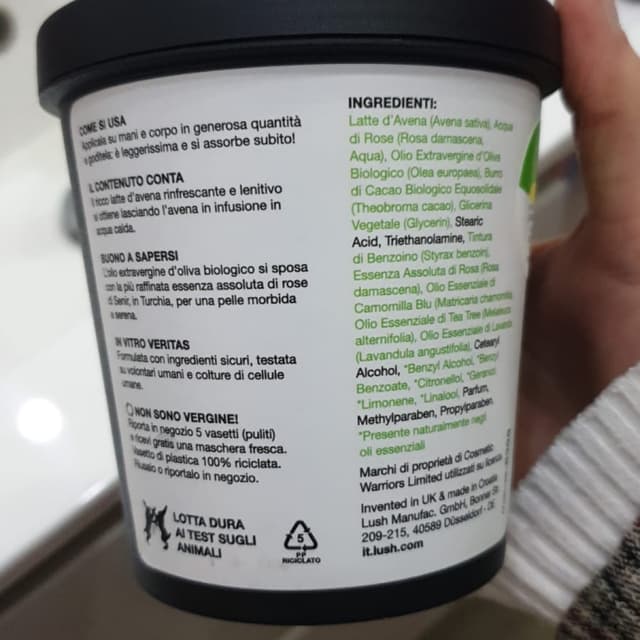 COME SI USA
Applicale su mani e corpo in generosa quantità
e goditela: è leggerissima e si assorbe subito!
IL CONTENUTO CONTA
Il ricco latte d'avena rinfrescante e lenitivo
si ottiene lasciando l'avena in infusione in
acqua calda.
BUONO A SAPERSI
L'olio extravergine d'oliva biologico si sposa
con la più raffinata essenza assoluta di rose
di Senir, in Turchia, per una pelle morbida
e serena.
IN VITRO VERITAS
Formulata con ingredienti sicuri, testata
su volontari umani e colture di cellule
umane.
NON SONO VERGINE!
Riporta in negozio 5 vasetti (puliti)
e ricevi gratis una maschera fresca.
Vasetto di plastica 100% riciclata.
Riusalo o riportalo in negozio.
LOTTA DURA
AI TEST SUGLI
ANIMALI
5
PP
RICICLATO
INGREDIENTI:
Latte d'Avena (Avena sativa), Acqua
di Rose (Rosa damascena,
Aqua), Olio Extravergine d'Oliva
Biologico (Olea europaea), Burro
di Cacao Biologico Equosolidale
(Theobroma cacao), Glicerina
Vegetale (Glycerin), Stearic
Acid, Triethanolamine, Tintura
di Benzoino (Styrax benzoin),
Essenza Assoluta di Rosa (Rosa
damascena), Olio Essenziale di
Camomilla Blu (Matricaria chamomilla),
Olio Essenziale di Tea Tree (Melaleuca
alternifolia), Olio Essenziale di Lavanda
(Lavandula angustifolia), Cetearyl
Alcohol, *Benzyl Alcohol, *Benzyl
Benzoate, *Citronellol, *Geraniol,
*Limonene, *Linalool, Parfum,
Methylparaben, Propylparaben.
*Presente naturalmente negli
oli essenziali
Marchi di proprietà di Cosmetic
Warriors Limited utilizzati su licenza.
Invented in UK & made in Croatia
Lush Manufac. GmbH, Bonner St.
209-215, 40589 Düsseldorf - DE
it.lush.com